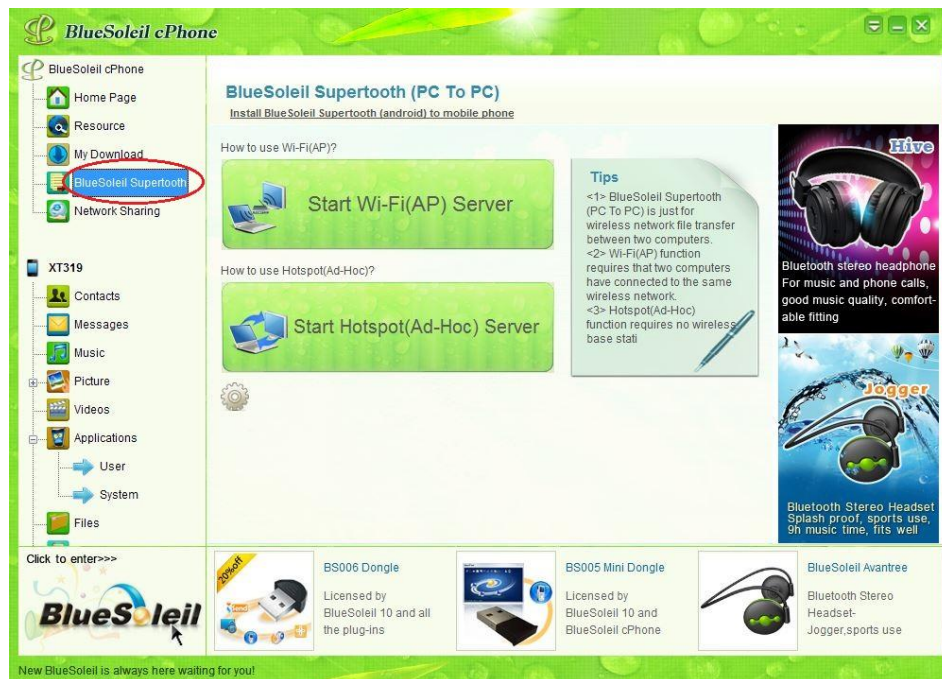 BlueSoleil cPhone
BlueSoleil cPhone
Home Page
Resource
My Download
BlueSoleil Supertooth
Network Sharing
XT319
Contacts
Messages
Music
Picture
Videos
Applications
User
System
Files
BlueSoleil Supertooth (PC To PC)
Install BlueSoleil Supertooth (android) to mobile phone
How to use Wi-Fi(AP)?
Start Wi-Fi(AP) Server
How to use Hotspot(Ad-Hoc)?
Start Hotspot(Ad-Hoc) Server
Tips
<1> BlueSoleil Supertooth
(PC To PC) is just for
wireless network file transfer
between two computers.
<2> Wi-Fi(AP) function
requires that two computers
have connected to the same
wireless network.
<3> Hotspot(Ad-Hoc)
function requires no wireless
base stati
Hive
Bluetooth stereo headphone
For music and phone calls,
good music quality, comfort-
able fitting
Jogger
Bluetooth Stereo Headset
Splash proof, sports use,
9h music time, fits well
Click to enter>>>
BlueSoleil
20%off
Send
BS006 Dongle
Licensed by
BlueSoleil 10 and all
the plug-ins
BS005 Mini Dongle
Licensed by
BlueSoleil 10 and
BlueSoleil cPhone
BlueSoleil Avantree
Bluetooth Stereo
Headset-
Jogger,sports use
New BlueSoleil is always here waiting for you!